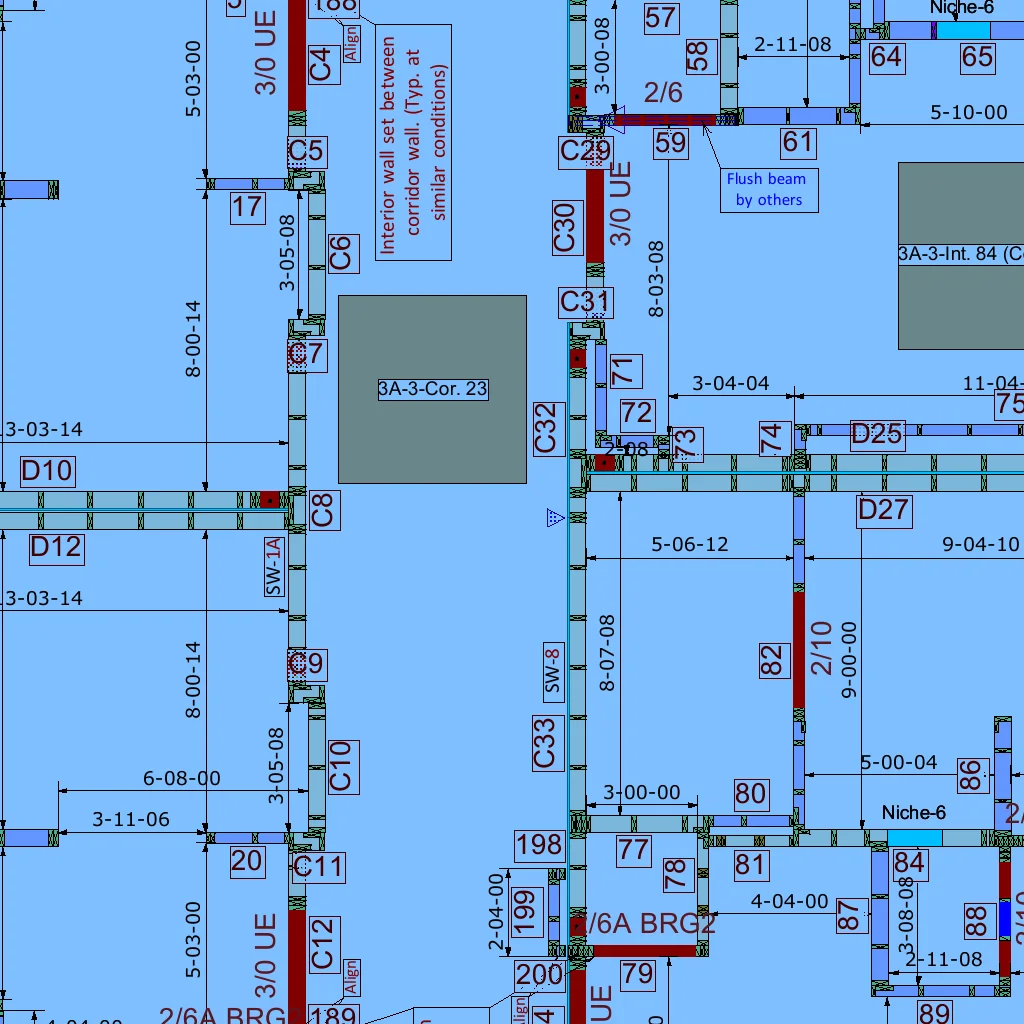 188
57
3-00-08
58
2-11-08
Niche-6
64
65
5-03-00
3/0 UE
C4
Align
Interior wall set between
corridor wall. (Typ. at
similar conditions)
2/6
5-10-00
C5
C29
59
61
Flush beam
by others
17
3-05-08
C6
C30
3/0 UE
8-03-08
3A-3-Int. 84
C31
8-00-14
C7
3A-3-Cor. 23
71
3-04-04
11-04-
75
C32
72
73
74
D25
3-03-14
2-08
D10
C8
D27
D12
SW-1A
5-06-12
9-04-10
3-03-14
8-00-14
C9
SW-8
8-07-08
82
2/10
9-00-00
C33
3-05-08
C10
6-08-00
5-00-04
86
3-00-00
80
3-11-06
Niche-6
20
C11
198
77
78
81
84
2-04-00
199
4-04-00
87
3-08-08
88
5-03-00
3/0 UE
C12
/6A BRG2
2-11-08
200
79
Align
UE
2/6A BRG
189
89